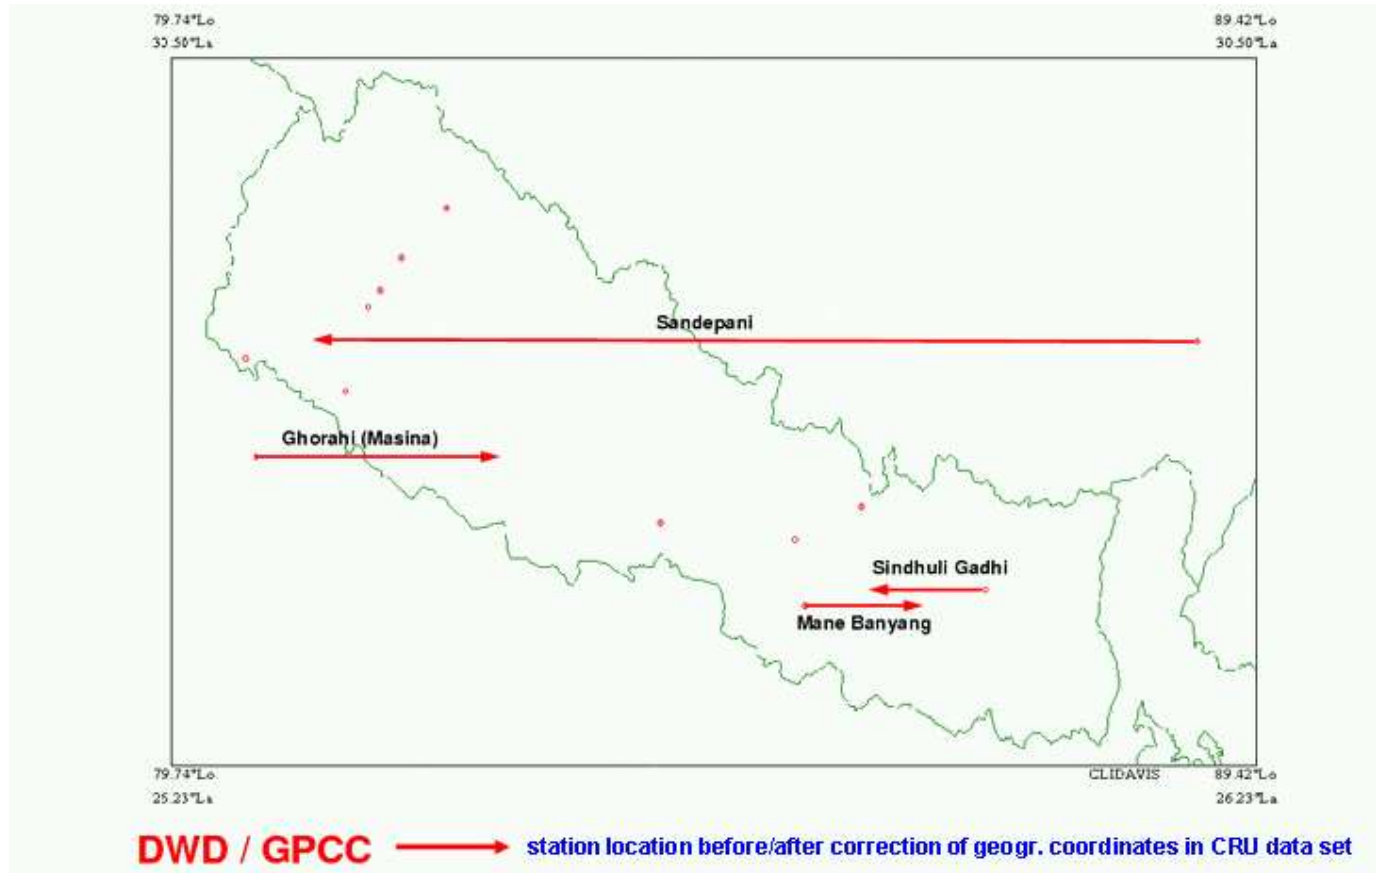 79.74°Lo
89.42°Lo
30.50°La
30.50°La
Sandepani
Ghorahi (Masina)
Sindhuli Gadhi
Mane Banyang
79.74°Lo
CLIDAVIS
89.42°Lo
25.23°La
26.23°La
DWD / GPCC
station location before/after correction of geogr. coordinates in CRU data set